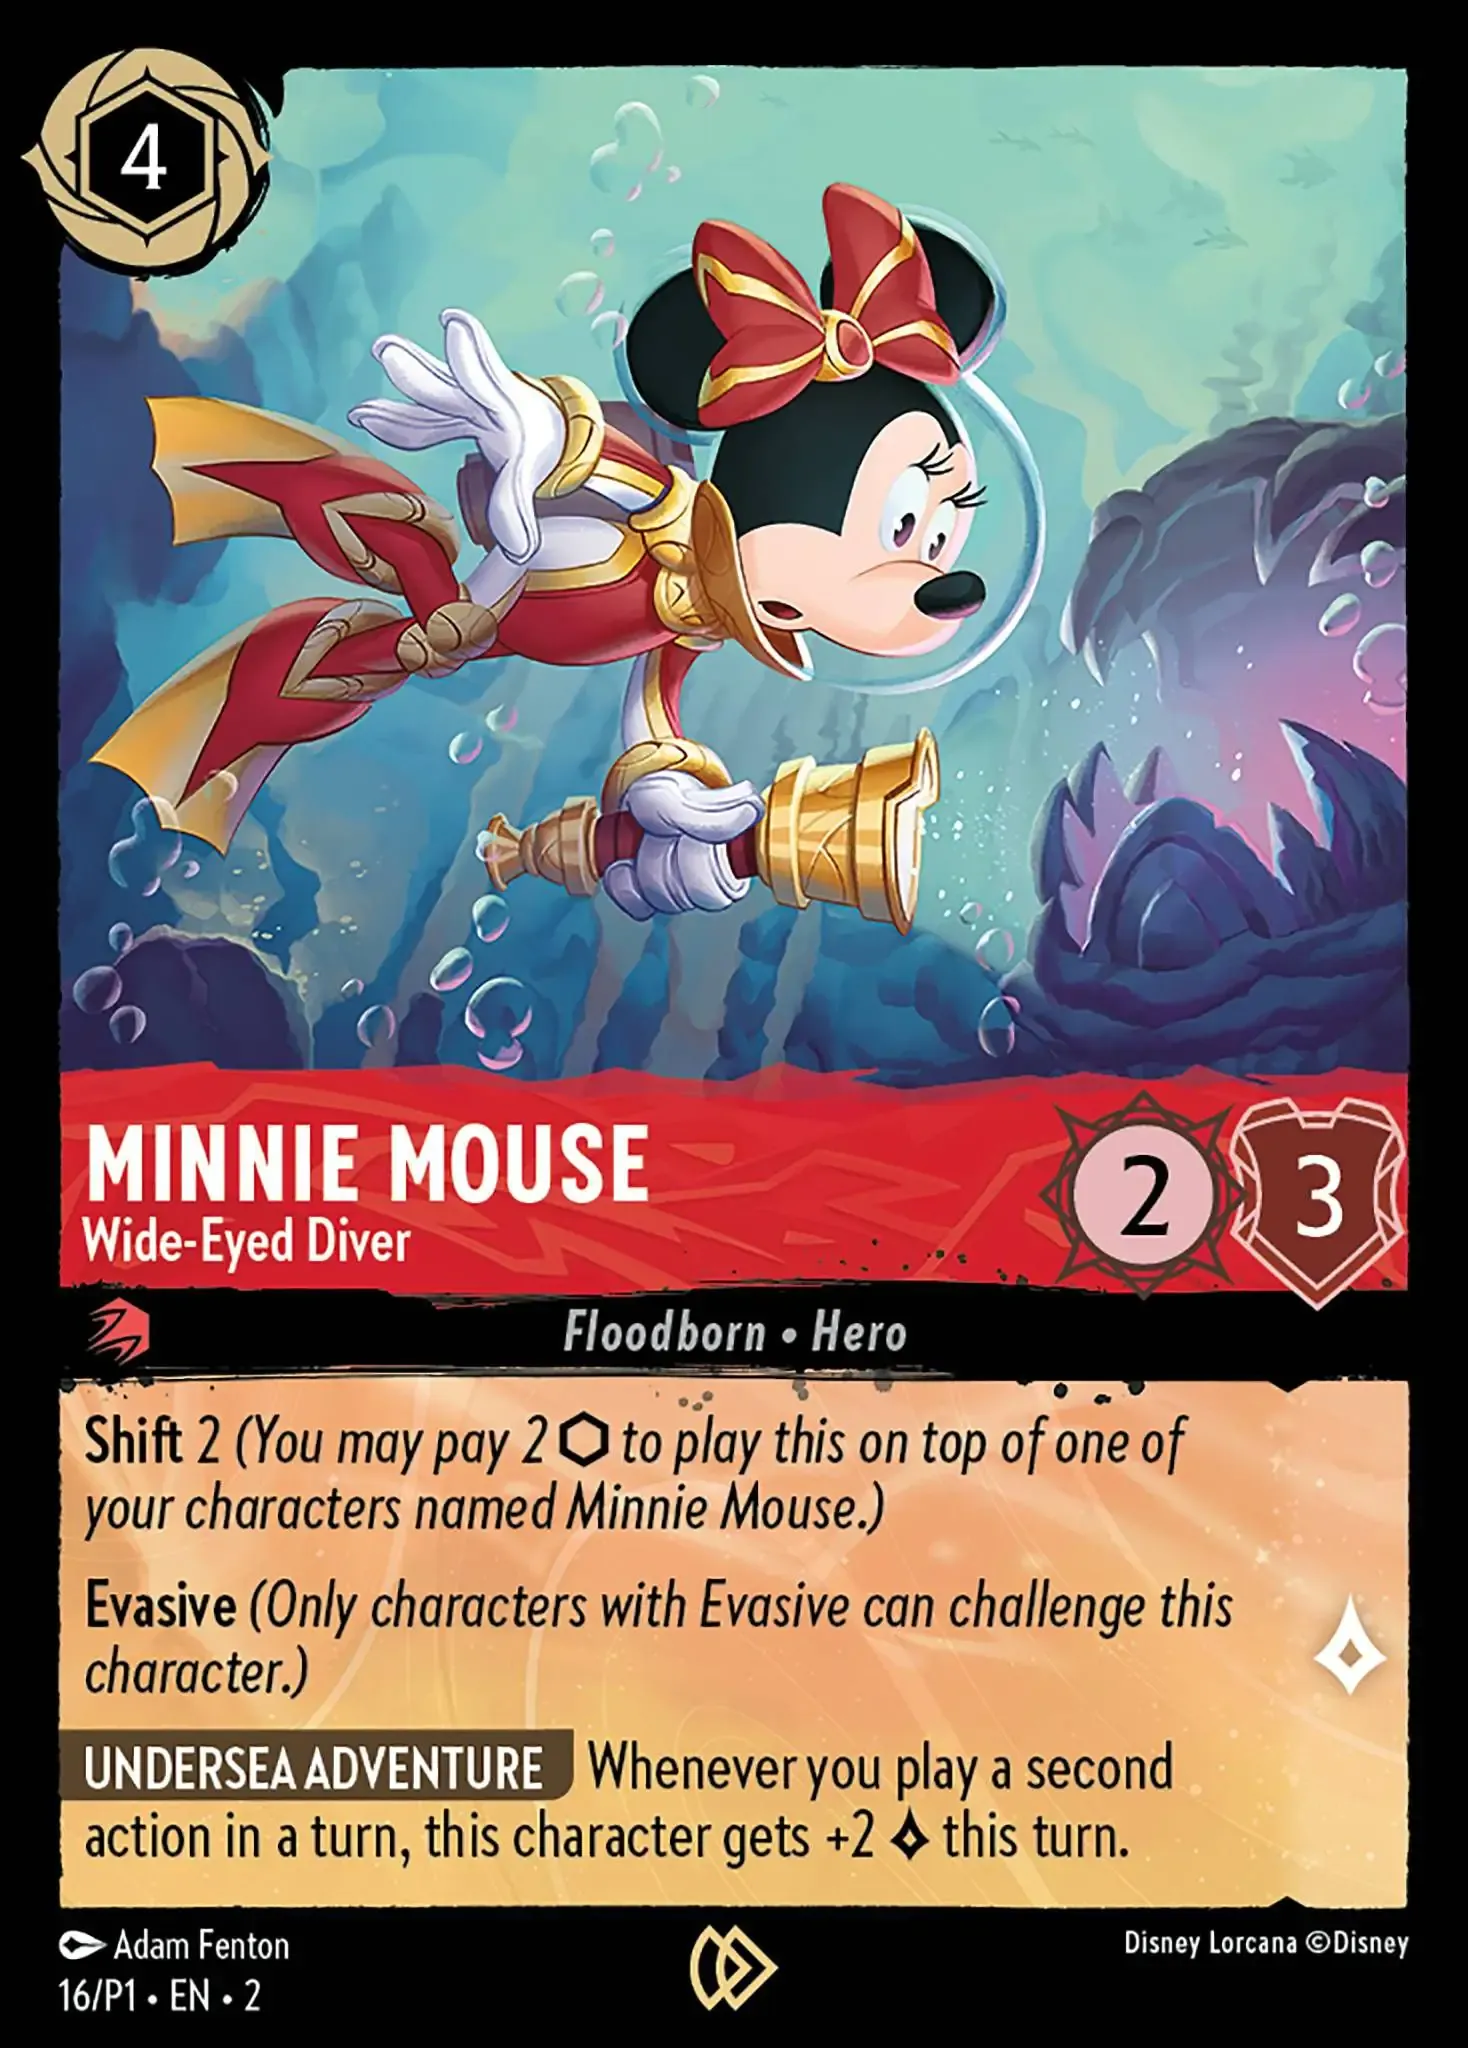 4
MINNIE MOUSE
Wide-Eyed Diver
2
3
Floodborn • Hero
Shift 2 (You may pay 2 ⬡ to play this on top of one of
your characters named Minnie Mouse.)
Evasive (Only characters with Evasive can challenge this
character.)
UNDERSEA ADVENTURE Whenever you play a second
action in a turn, this character gets +2 ◊ this turn.
Adam Fenton
Disney Lorcana ©Disney
16/P1 • EN • 2